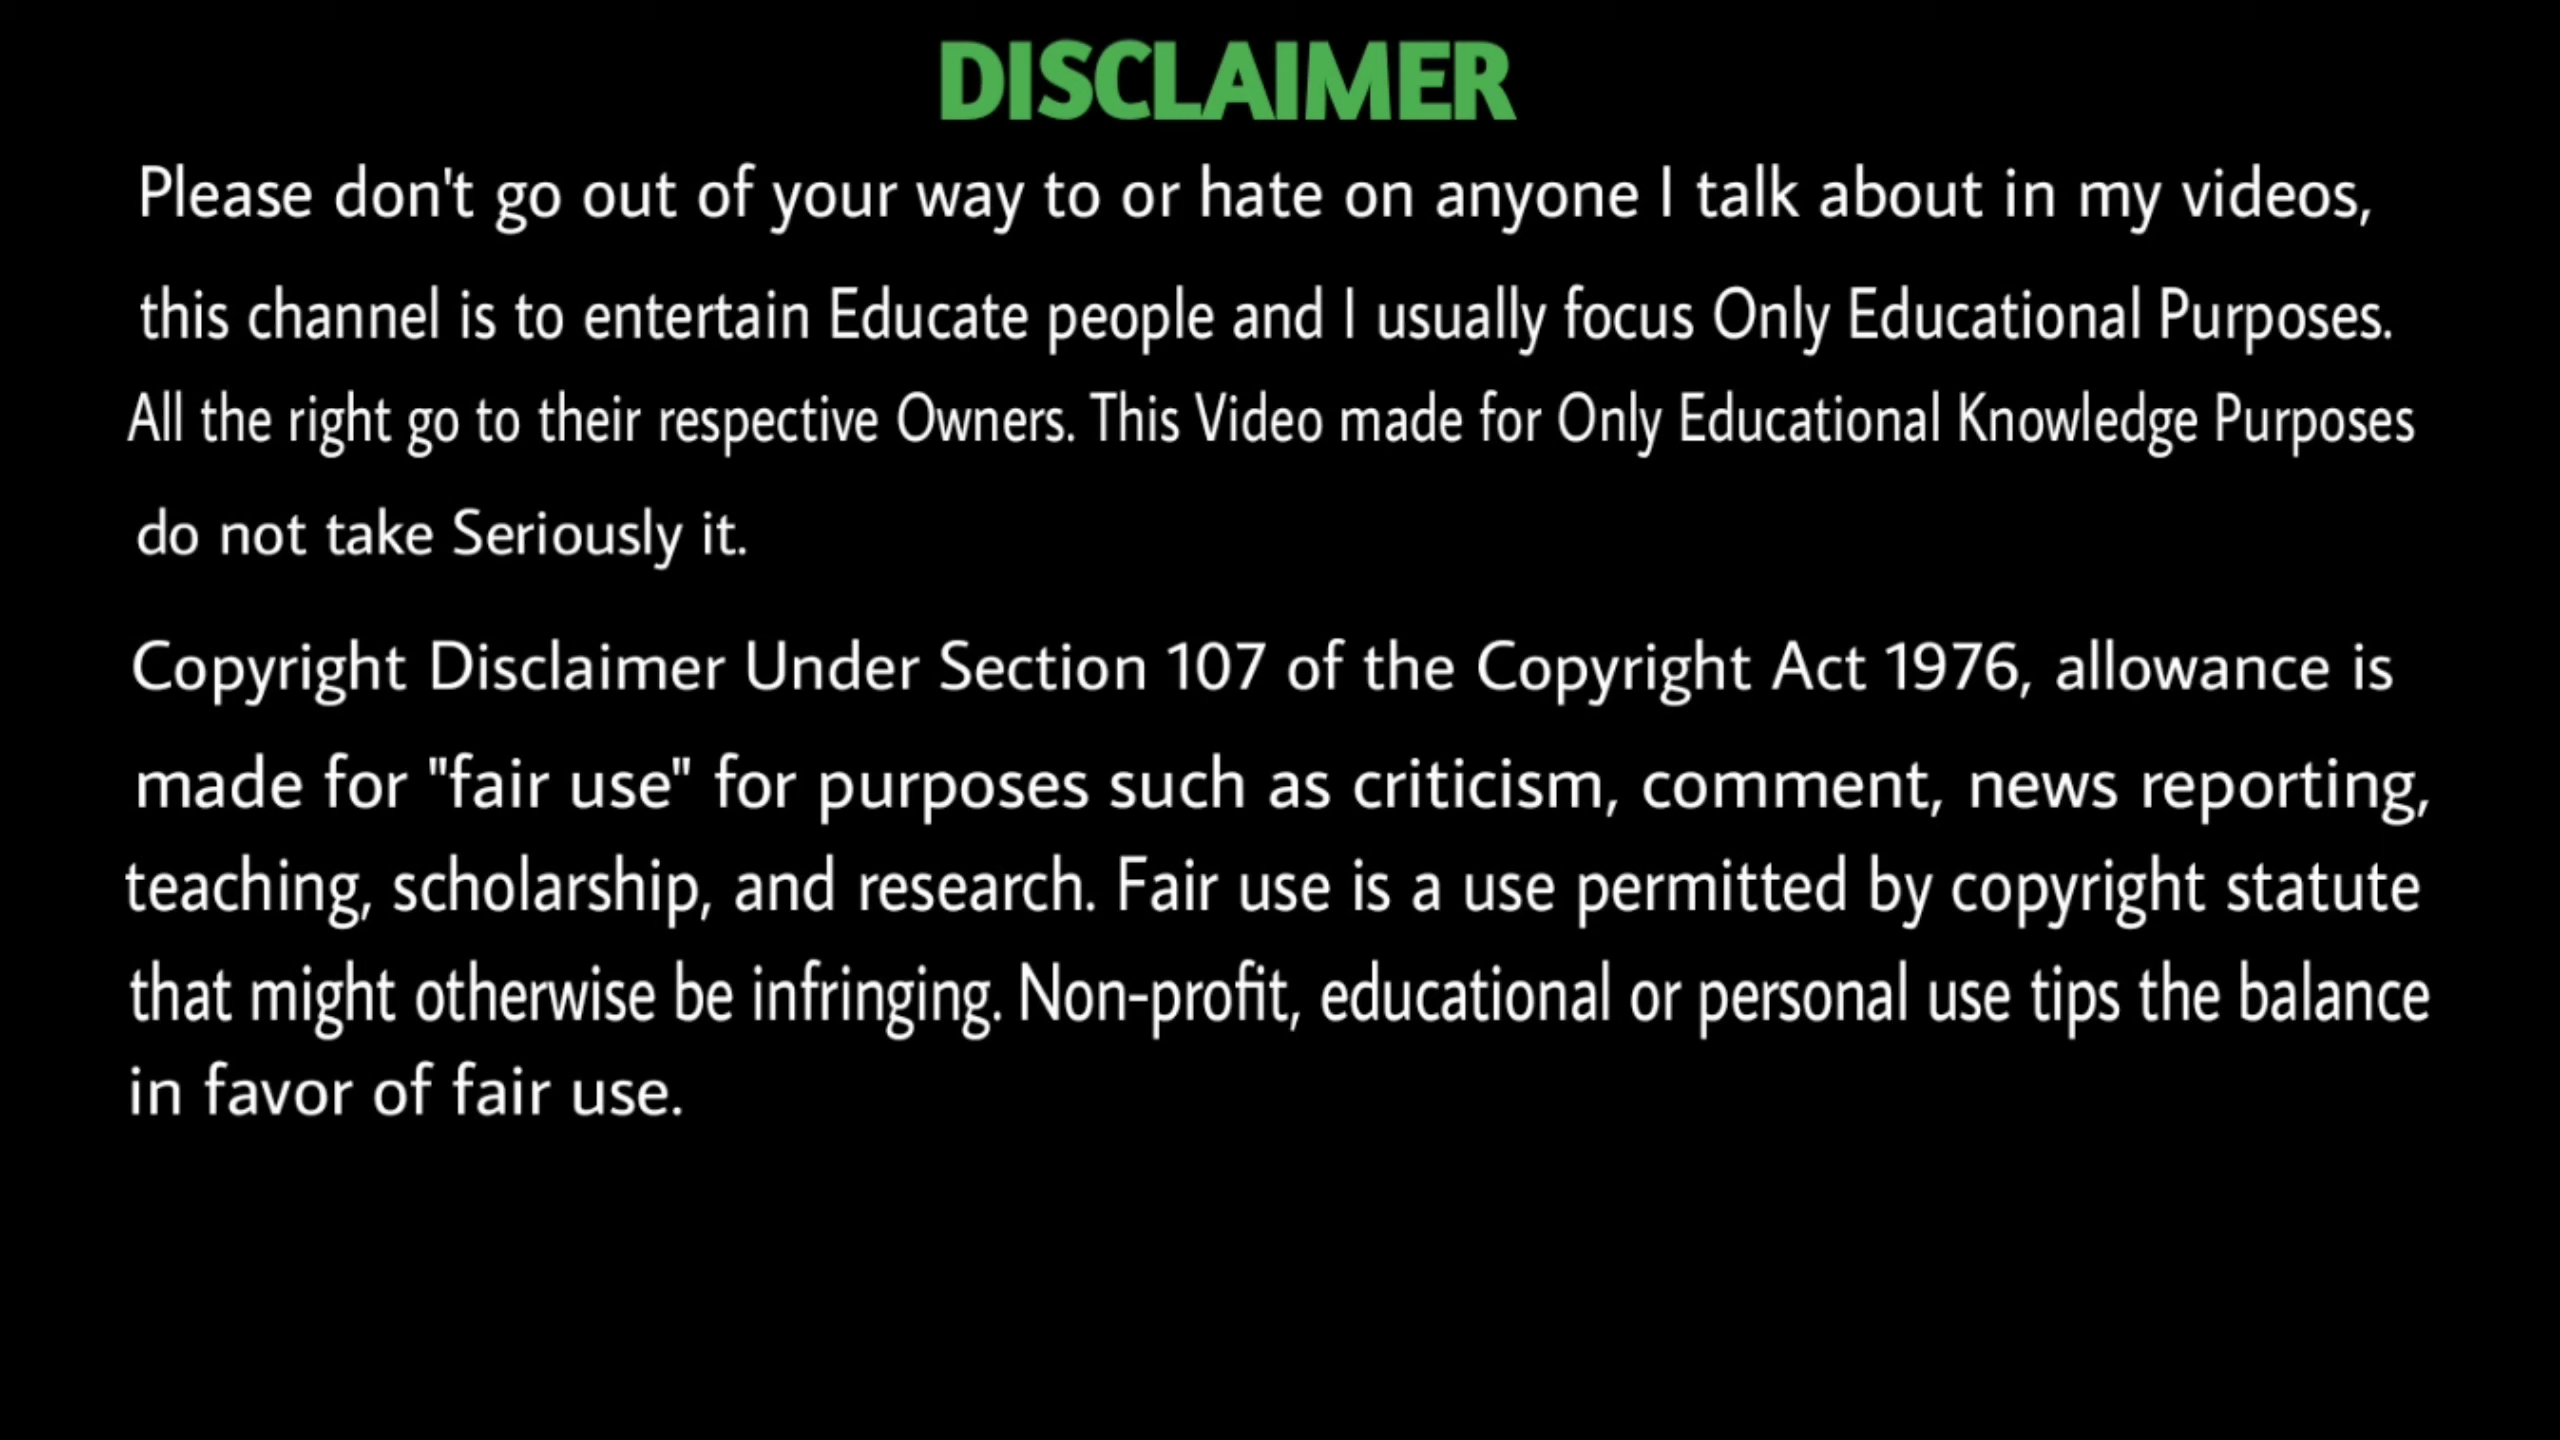 DISCLAIMER
Please don't go out of your way to or hate on anyone I talk about in my videos,
this channel is to entertain Educate people and I usually focus Only Educational Purposes.
All the right go to their respective Owners. This Video made for Only Educational Knowledge Purposes
do not take Seriously it.
Copyright Disclaimer Under Section 107 of the Copyright Act 1976, allowance is
made for "fair use" for purposes such as criticism, comment, news reporting,
teaching, scholarship, and research. Fair use is a use permitted by copyright statute
that might otherwise be infringing. Non-profit, educational or personal use tips the balance
in favor of fair use.